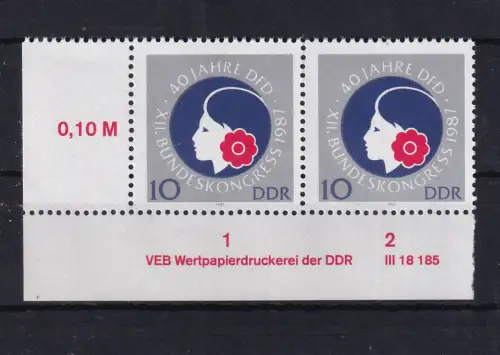 0,10 M
XII. BUNDESKONGRESS 1987
40 JAHRE DFD
10 DDR
XII. BUNDESKONGRESS 1987
40 JAHRE DFD
10 DDR
1 2
VEB Wertpapierdruckerei der DDR III 18 185